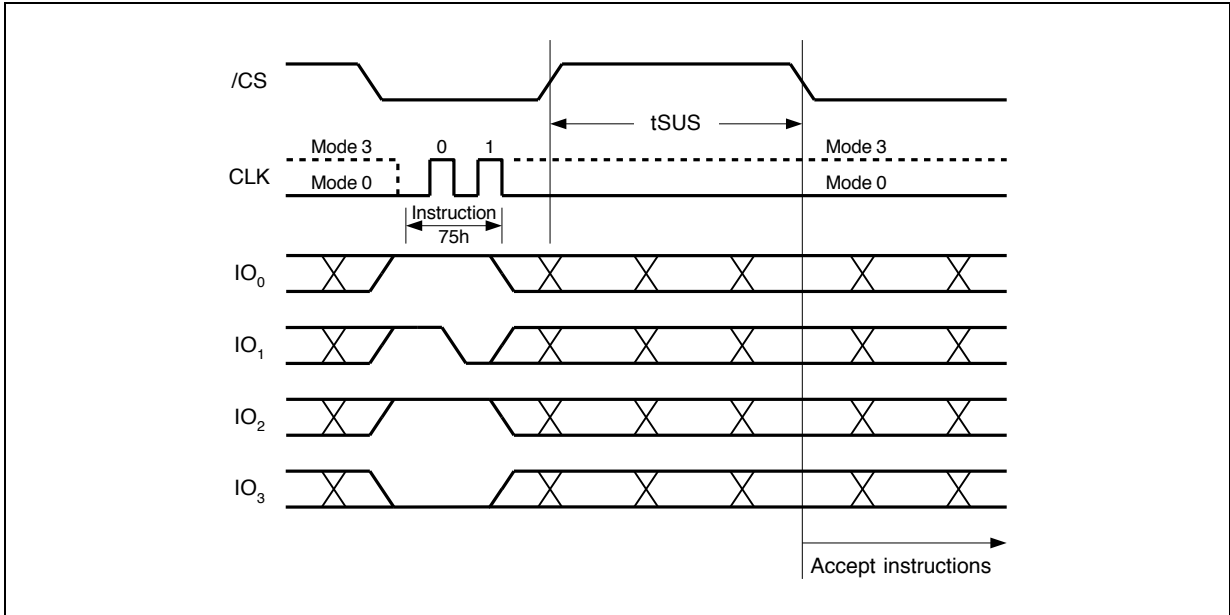 /CS
tSUS
Mode 3 0 1 Mode 3
CLK
Mode 0 Mode 0
Instruction
75h
IO0
IO1
IO2
IO3
Accept instructions